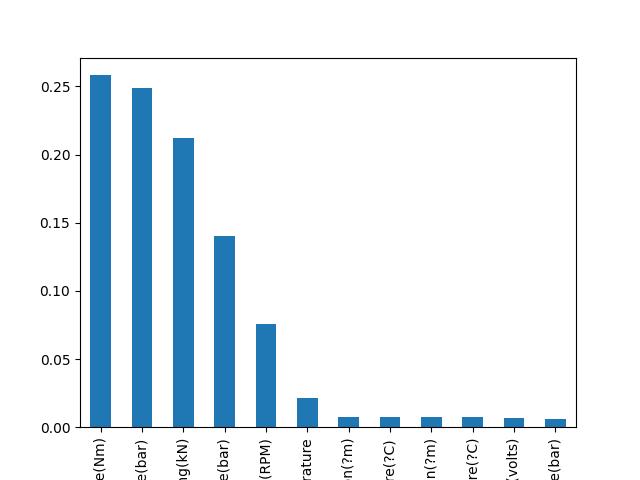 0.25
0.20
0.15
0.10
0.05
0.00
e(Nm)
e(bar)
ng(kN)
e(bar)
(RPM)
rature
n(?m)
re(?C)
n(?m)
re(?C)
(volts)
e(bar)